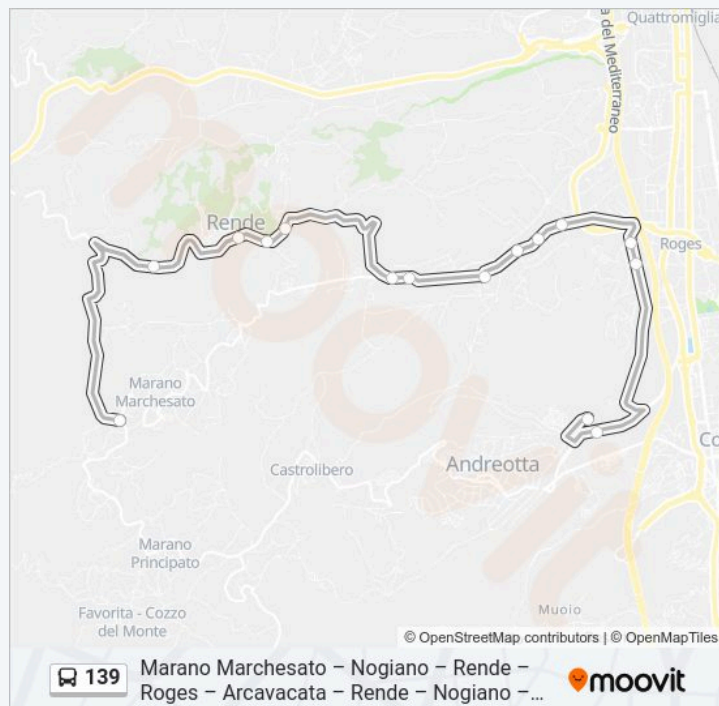 Quattromiglia
a del Mediterraneo
Rende
Roges
Marano
Marchesato
Andreotta
Co
Castrolibero
Marano
Principato
Favorita - Cozzo
del Monte
Muoio
© OpenStreetMap contributors | © OpenMapTiles
139
Marano Marchesato – Nogiano – Rende –
Roges – Arcavacata – Rende – Nogiano –...
moovit